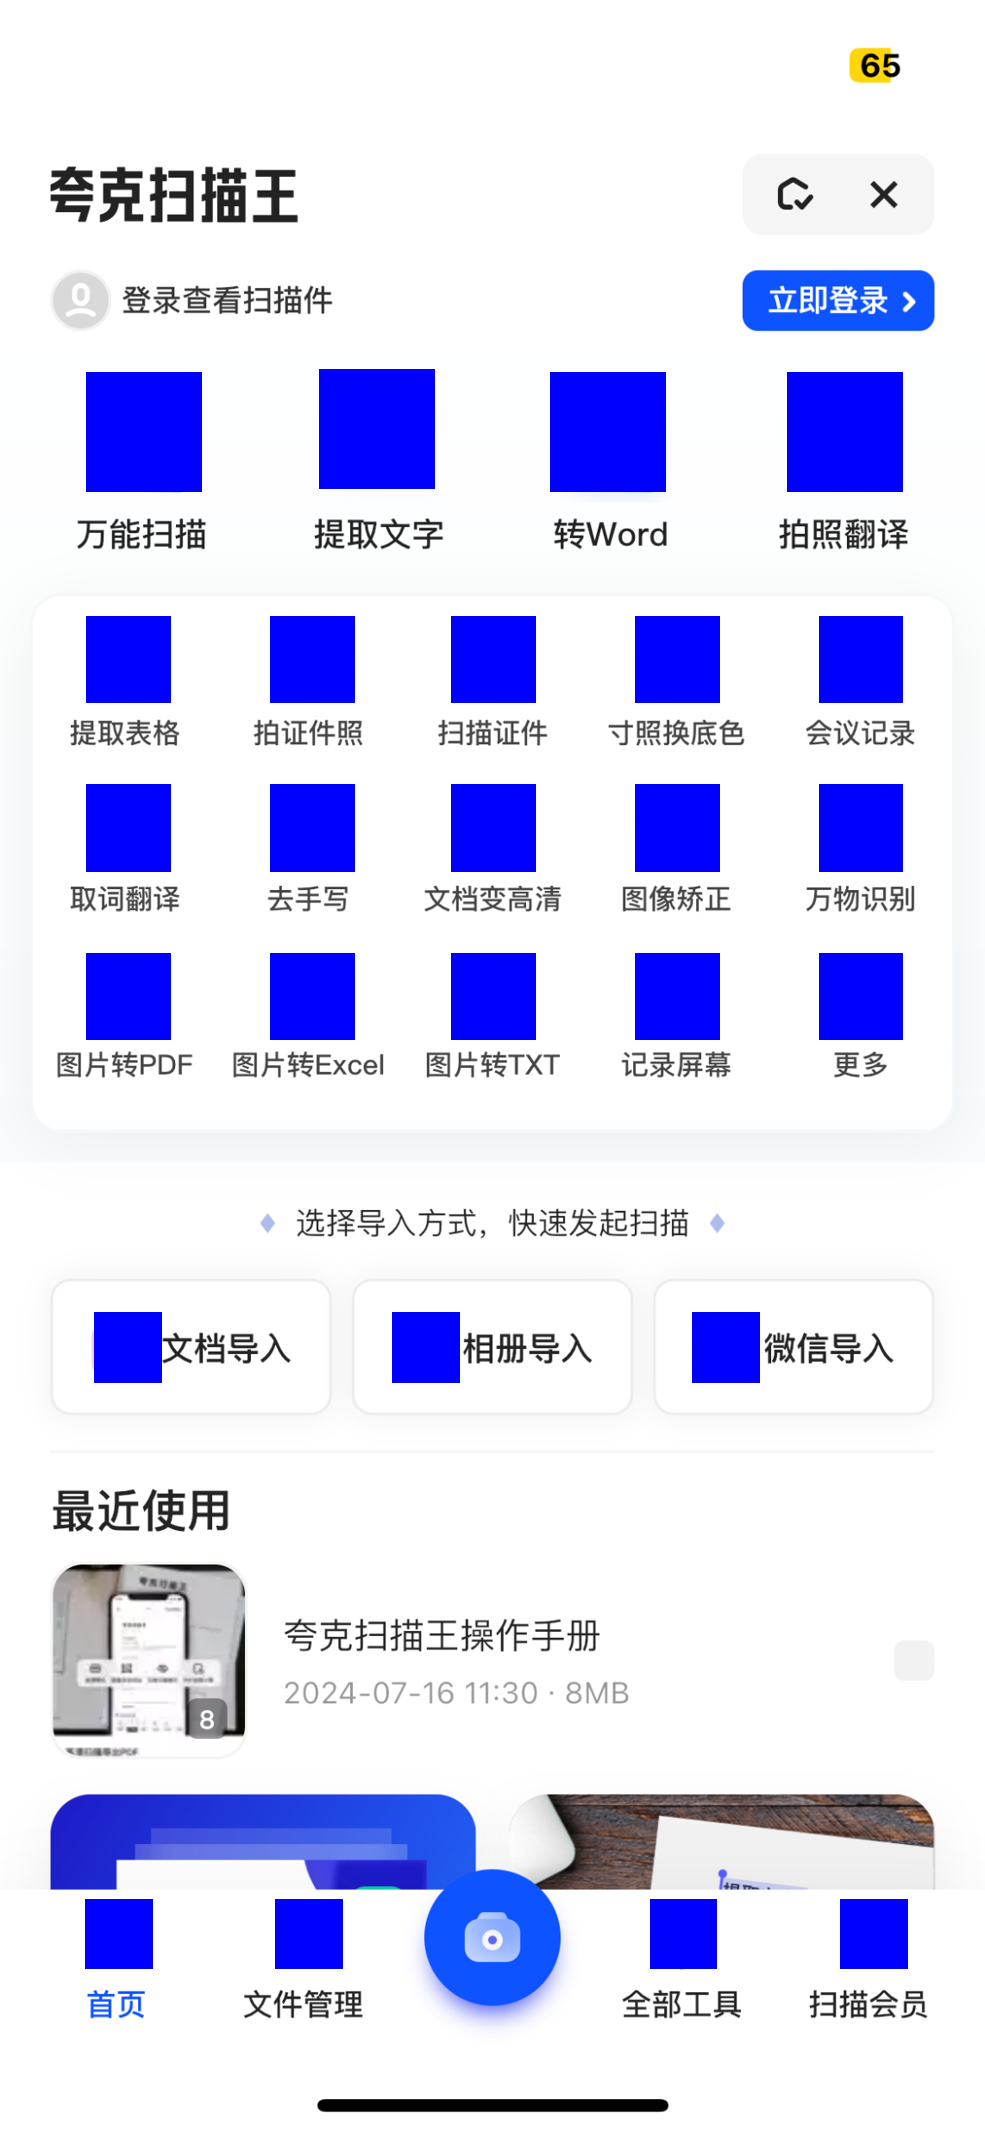 65
夸克扫描王
登录查看扫描件
立即登录
万能扫描 提取文字 转Word 拍照翻译
提取表格 拍证件照 扫描证件 寸照换底色 会议记录
取词翻译 去手写 文档变高清 图像矫正 万物识别
图片转PDF 图片转Excel 图片转TXT 记录屏幕 更多
选择导入方式，快速发起扫描
文档导入 相册导入 微信导入
最近使用
夸克扫描王
8
夸克扫描王操作手册
2024-07-16 11:30 · 8MB
首页 文件管理 全部工具 扫描会员